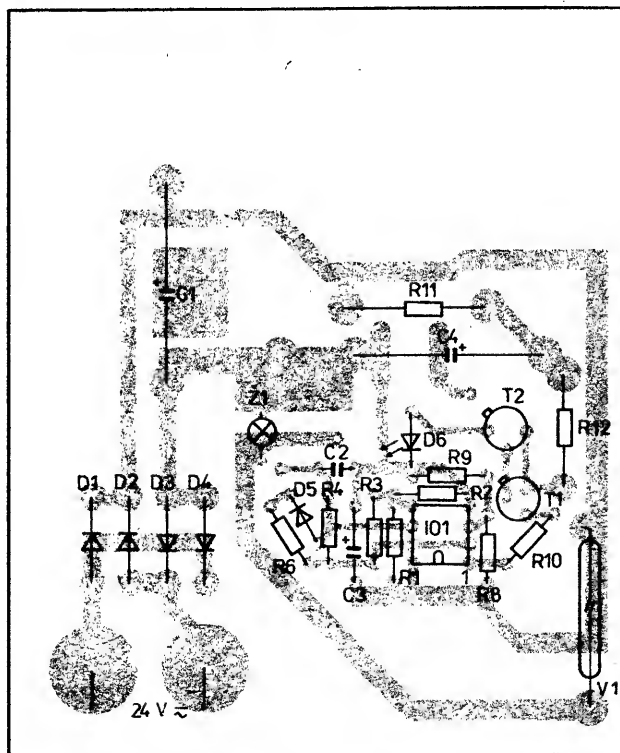 C1
R11
C4
Z1
T2
R12
D6
C2
R9
D1 D2 D3 D4
D5 R4 R3 R2 T1
IO1
R6 R10
C3 R1 1 R8
V1
24 V ≂